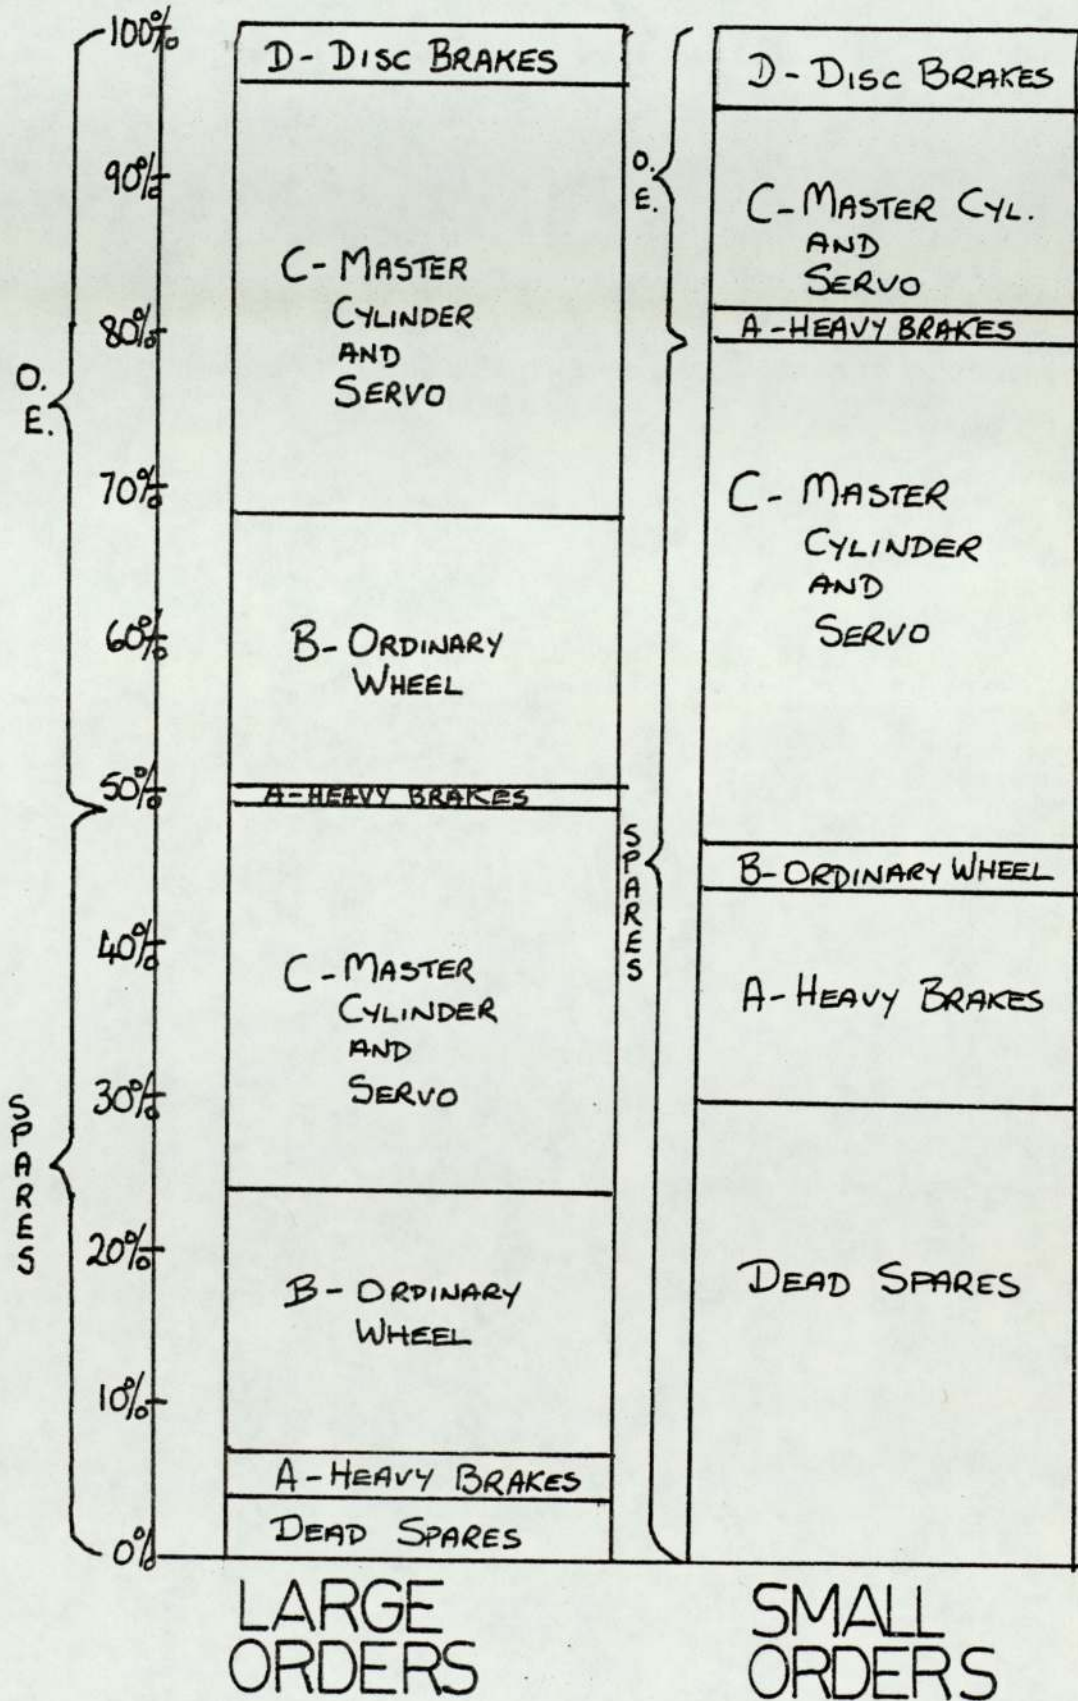 100%
90%
80%
70%
60%
50%
40%
30%
20%
10%
0%
O.
E.
SPARES
D- DISC BRAKES
C- MASTER
CYLINDER
AND
SERVO
B- ORDINARY
WHEEL
A-HEAVY BRAKES
C- MASTER
CYLINDER
AND
SERVO
B- ORDINARY
WHEEL
A-HEAVY BRAKES
DEAD SPARES
LARGE
ORDERS
O.
E.
SPARES
D- DISC BRAKES
C- MASTER CYL.
AND
SERVO
A-HEAVY BRAKES
C- MASTER
CYLINDER
AND
SERVO
B- ORDINARY WHEEL
A- HEAVY BRAKES
DEAD SPARES
SMALL
ORDERS